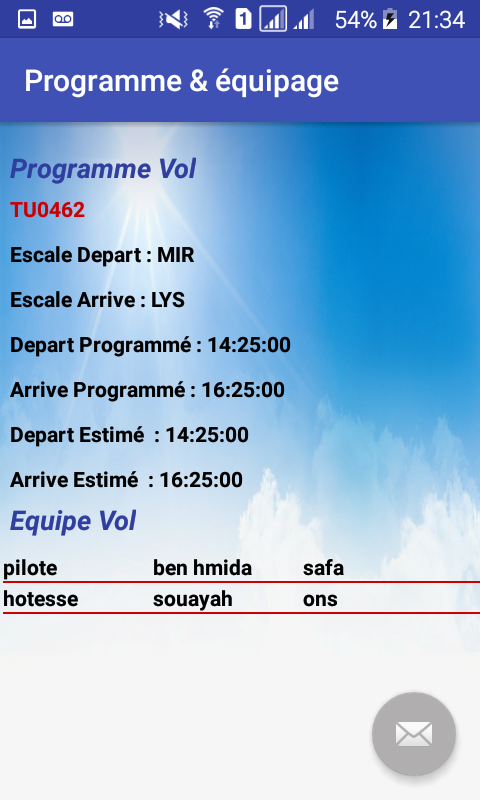 1 54% 21:34
Programme & équipage
Programme Vol
TU0462
Escale Depart : MIR
Escale Arrive : LYS
Depart Programmé : 14:25:00
Arrive Programmé : 16:25:00
Depart Estimé : 14:25:00
Arrive Estimé : 16:25:00
Equipe Vol
pilote ben hmida safa
hotesse souayah ons